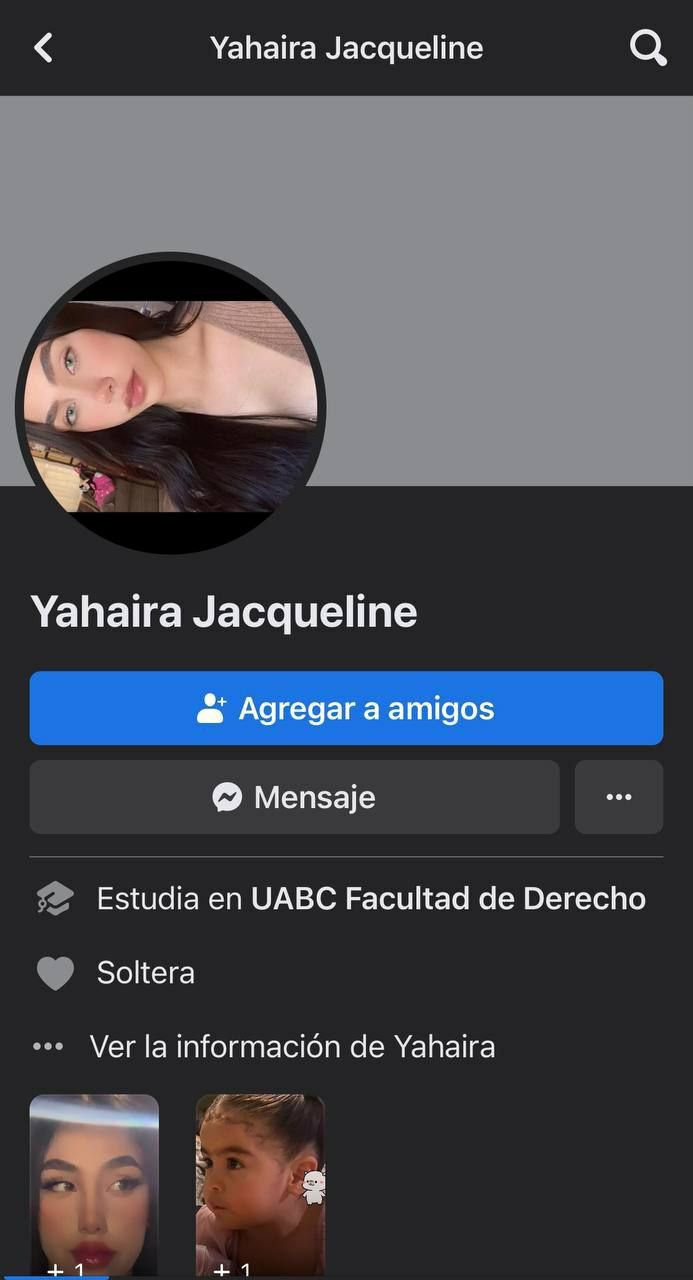 Yahaira Jacqueline
Yahaira Jacqueline
Agregar a amigos
Mensaje
Estudia en UABC Facultad de Derecho
Soltera
Ver la información de Yahaira
+ 1
+ 1